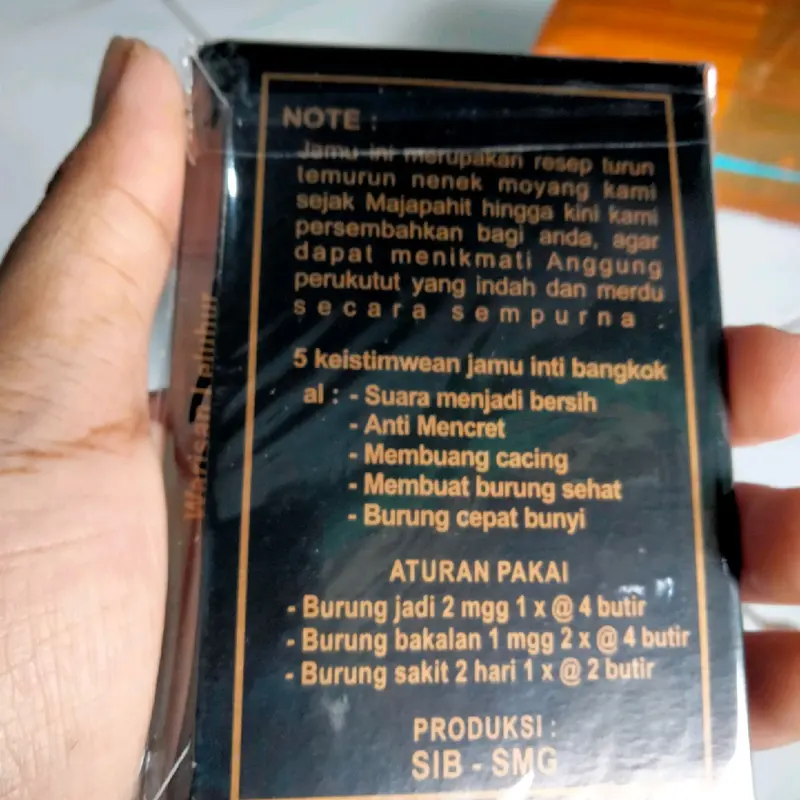 NOTE :
Jamu ini merupakan resep turun
temurun nenek moyang kami
sejak Majapahit hingga kini kami
persembahkan bagi anda, agar
dapat menikmati Anggung
perukutut yang indah dan merdu
secara sempurna .
5 keistimwean jamu inti bangkok
al : - Suara menjadi bersih
- Anti Mencret
- Membuang cacing
- Membuat burung sehat
- Burung cepat bunyi
ATURAN PAKAI
- Burung jadi 2 mgg 1 x @ 4 butir
- Burung bakalan 1 mgg 2 x @ 4 butir
- Burung sakit 2 hari 1 x @ 2 butir
PRODUKSI :
SIB - SMG
Warisan Leluhur